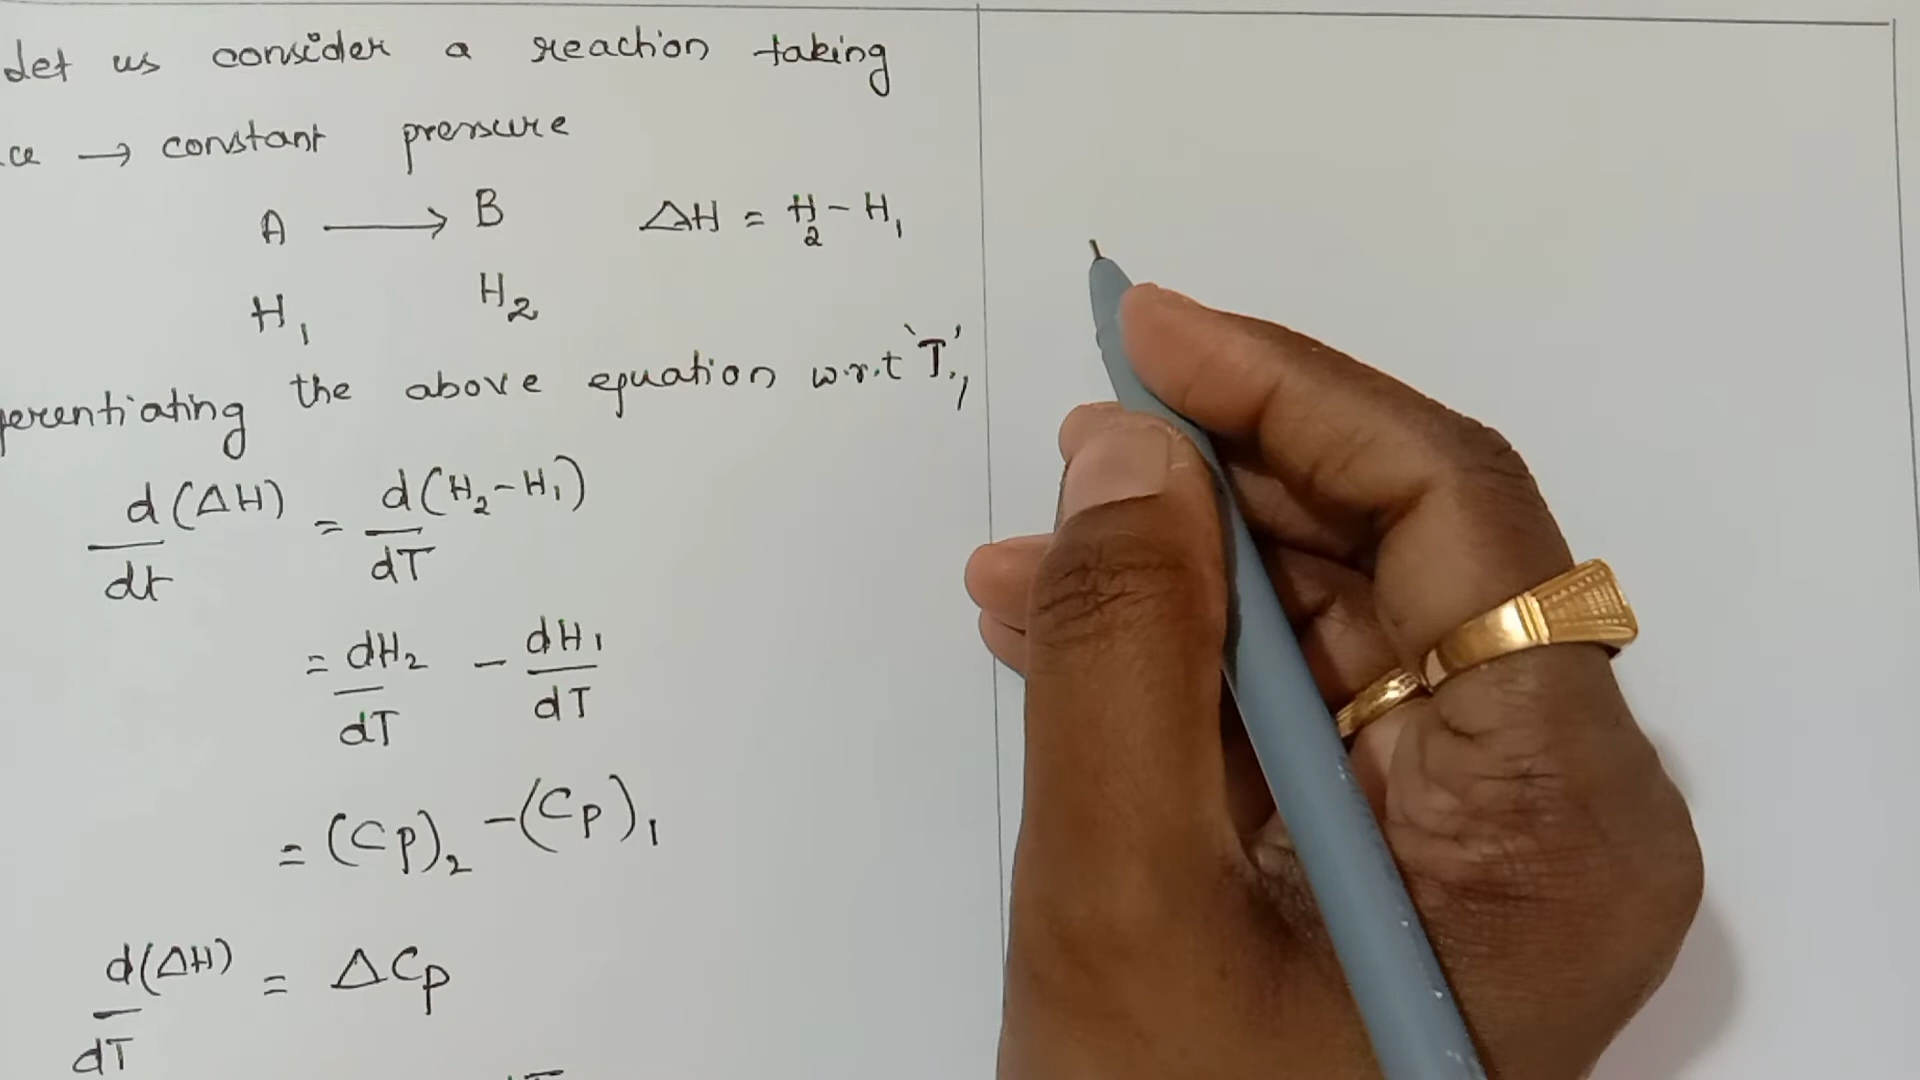 let us consider a reaction taking
ce → constant pressure
A ⟶ B ΔH = H₂ - H₁
H₁ H₂
erentiating the above equation w.r.t 'T',
d(ΔH)/dt = d(H₂-H₁)/dT
= dH₂/dT - dH₁/dT
= (Cp)₂ -(Cp)₁
d(ΔH)/dT = ΔCp